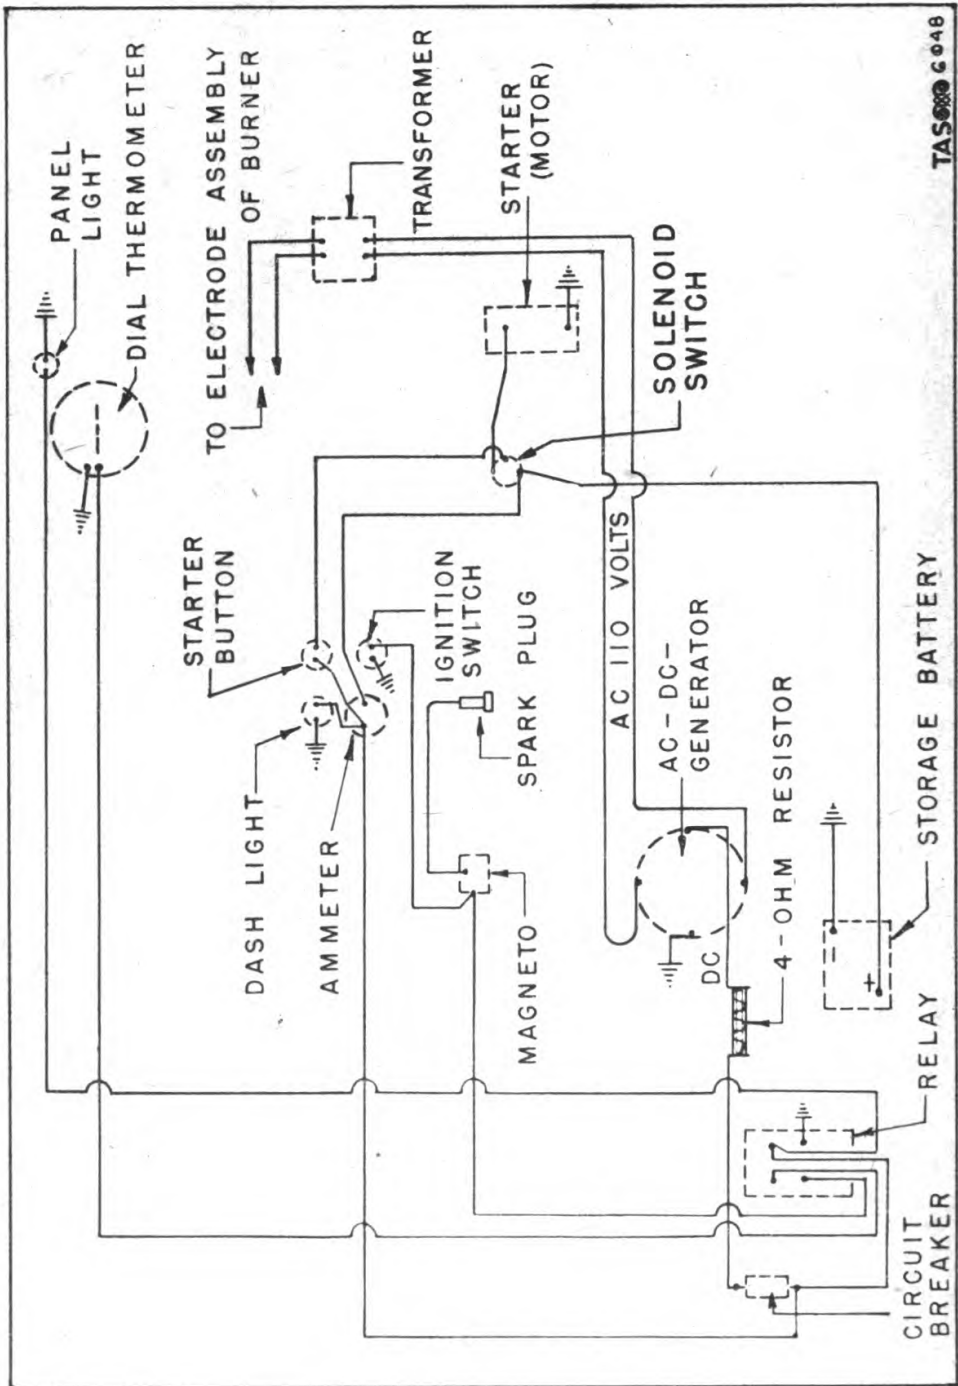 PANEL
LIGHT
DIAL THERMOMETER
TO ELECTRODE ASSEMBLY
OF BURNER
TRANSFORMER
STARTER
(MOTOR)
SOLENOID
SWITCH
STARTER
BUTTON
IGNITION
SWITCH
SPARK PLUG
AC 110 VOLTS
AC-DC-
GENERATOR
DASH LIGHT
AMMETER
MAGNETO
DC
4-OHM RESISTOR
STORAGE BATTERY
-
+
RELAY
CIRCUIT
BREAKER